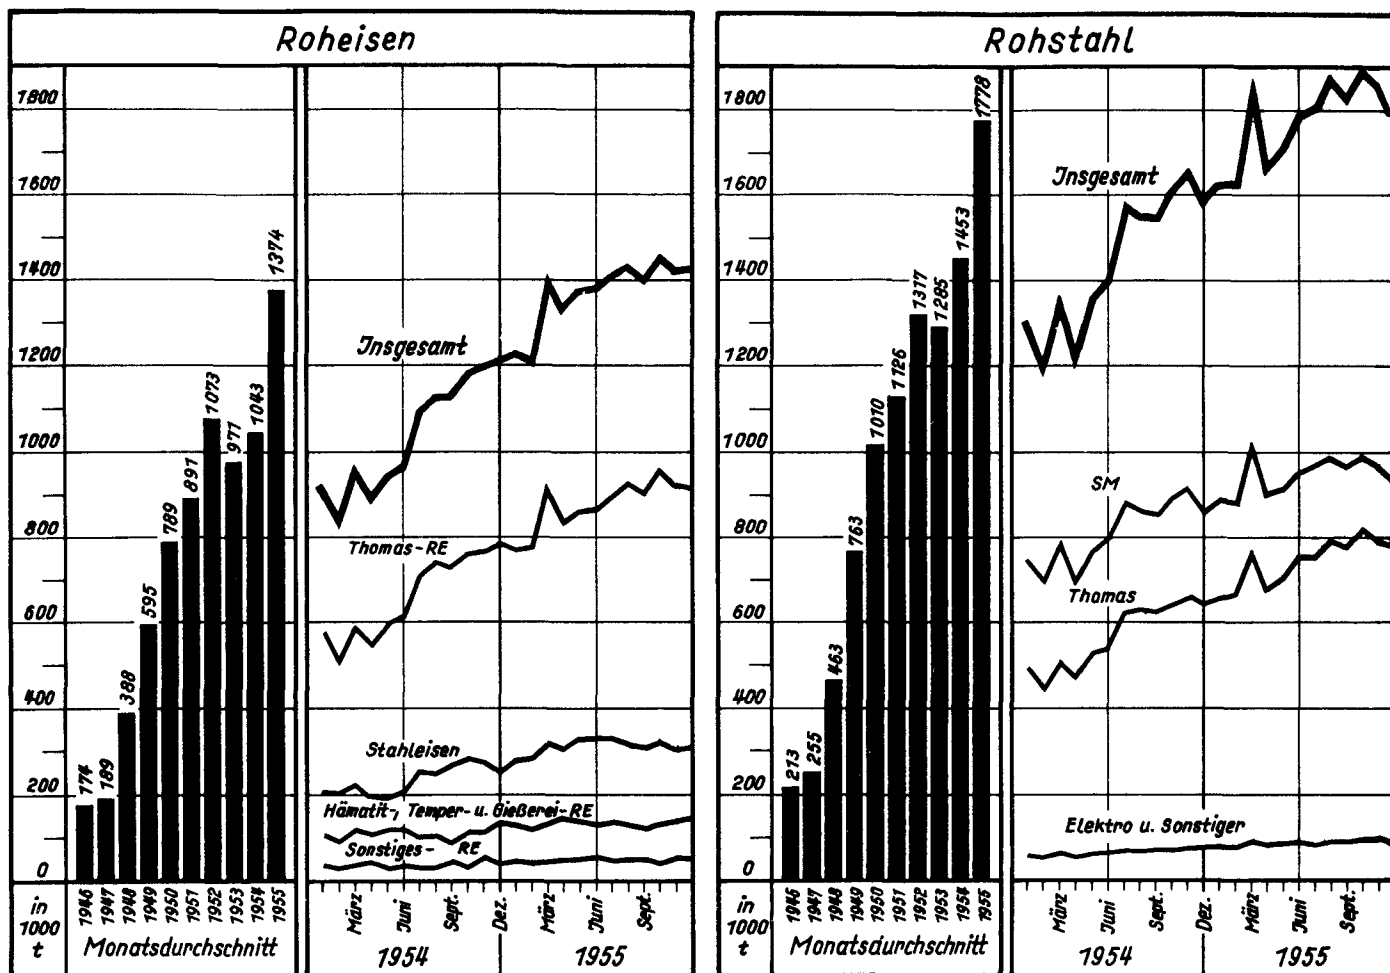 Roheisen
1800
1600
1400
1200
1000
800
600
400
200
0
in
1000
t
174
189
388
595
789
891
1073
971
1043
1374
1946
1947
1948
1949
1950
1951
1952
1953
1954
1955
Monatsdurchschnitt
Insgesamt
Thomas-RE
Stahleisen
Hämatit-, Temper- u. Gießerei-RE
Sonstiges- RE
März
Juni
Sept.
Dez.
März
Juni
Sept.
1954
1955
Rohstahl
1800
1600
1400
1200
1000
800
600
400
200
0
in
1000
t
213
255
463
763
1010
1126
1317
1285
1453
1778
1946
1947
1948
1949
1950
1951
1952
1953
1954
1955
Monatsdurchschnitt
Insgesamt
SM
Thomas
Elektro u. Sonstiger
März
Juni
Sept.
Dez.
März
Juni
Sept.
1954
1955